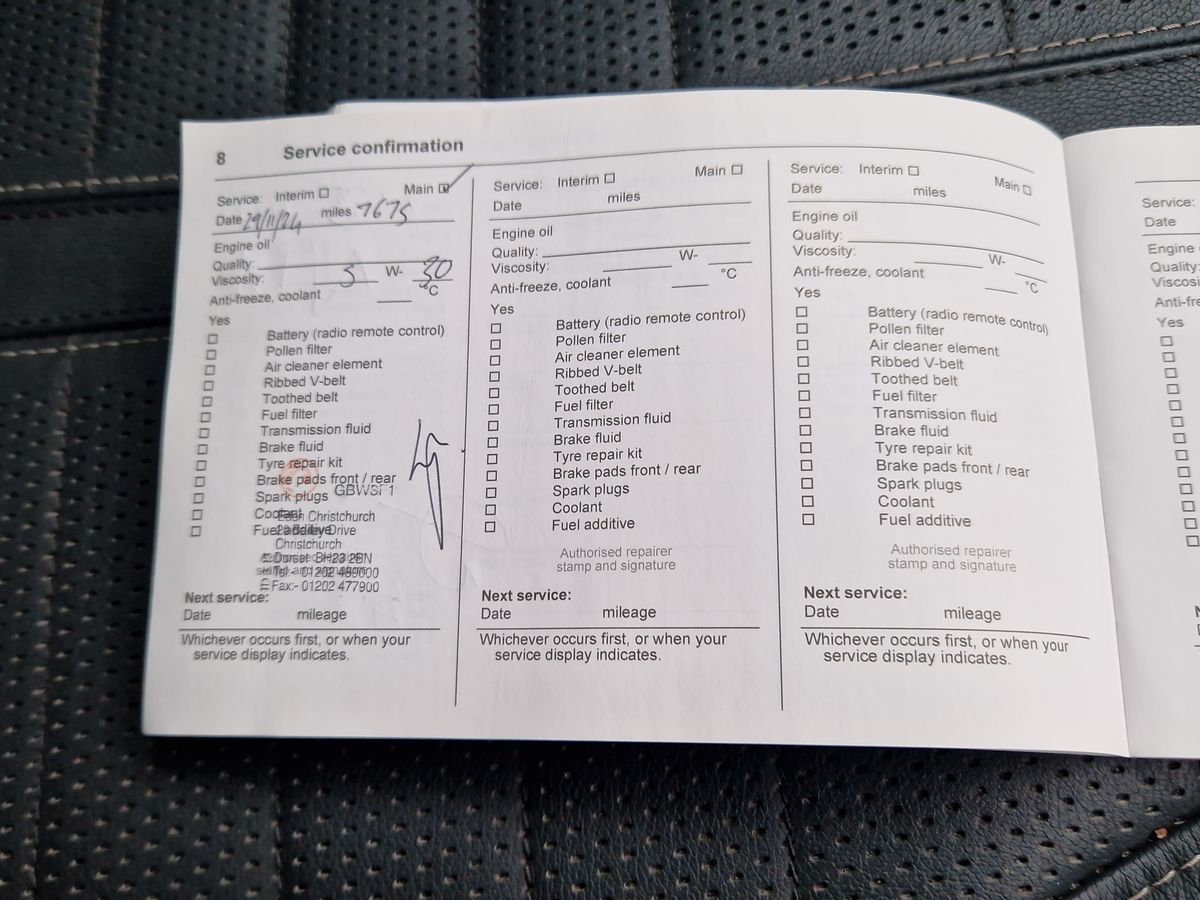 8 Service confirmation
Service: Interim ☐ Main ☑
Date 29/11/24 miles 7675
Engine oil
Quality:
Viscosity: 5 W- 30
Anti-freeze, coolant °C
Yes
☐ Battery (radio remote control)
☐ Pollen filter
☐ Air cleaner element
☐ Ribbed V-belt
☐ Toothed belt
☐ Fuel filter
☐ Transmission fluid
☐ Brake fluid
☐ Tyre repair kit
☐ Brake pads front / rear
☐ Spark plugs
☐ Coolant
☐ Fuel additive
Christchurch
Drive
Christchurch
Dorset BH23 2BN
Tel:- 01202
Fax:- 01202 477900
Next service:
Date mileage
Whichever occurs first, or when your
service display indicates.
Service: Interim ☐ Main ☐
Date miles
Engine oil
Quality:
Viscosity: W-
Anti-freeze, coolant °C
Yes
☐ Battery (radio remote control)
☐ Pollen filter
☐ Air cleaner element
☐ Ribbed V-belt
☐ Toothed belt
☐ Fuel filter
☐ Transmission fluid
☐ Brake fluid
☐ Tyre repair kit
☐ Brake pads front / rear
☐ Spark plugs
☐ Coolant
☐ Fuel additive
Authorised repairer
stamp and signature
Next service:
Date mileage
Whichever occurs first, or when your
service display indicates.
Service: Interim ☐ Main ☐
Date miles
Engine oil
Quality:
Viscosity: W-
Anti-freeze, coolant °C
Yes
☐ Battery (radio remote control)
☐ Pollen filter
☐ Air cleaner element
☐ Ribbed V-belt
☐ Toothed belt
☐ Fuel filter
☐ Transmission fluid
☐ Brake fluid
☐ Tyre repair kit
☐ Brake pads front / rear
☐ Spark plugs
☐ Coolant
☐ Fuel additive
Authorised repairer
stamp and signature
Next service:
Date mileage
Whichever occurs first, or when your
service display indicates.
Service:
Date
Engine
Quality:
Yes